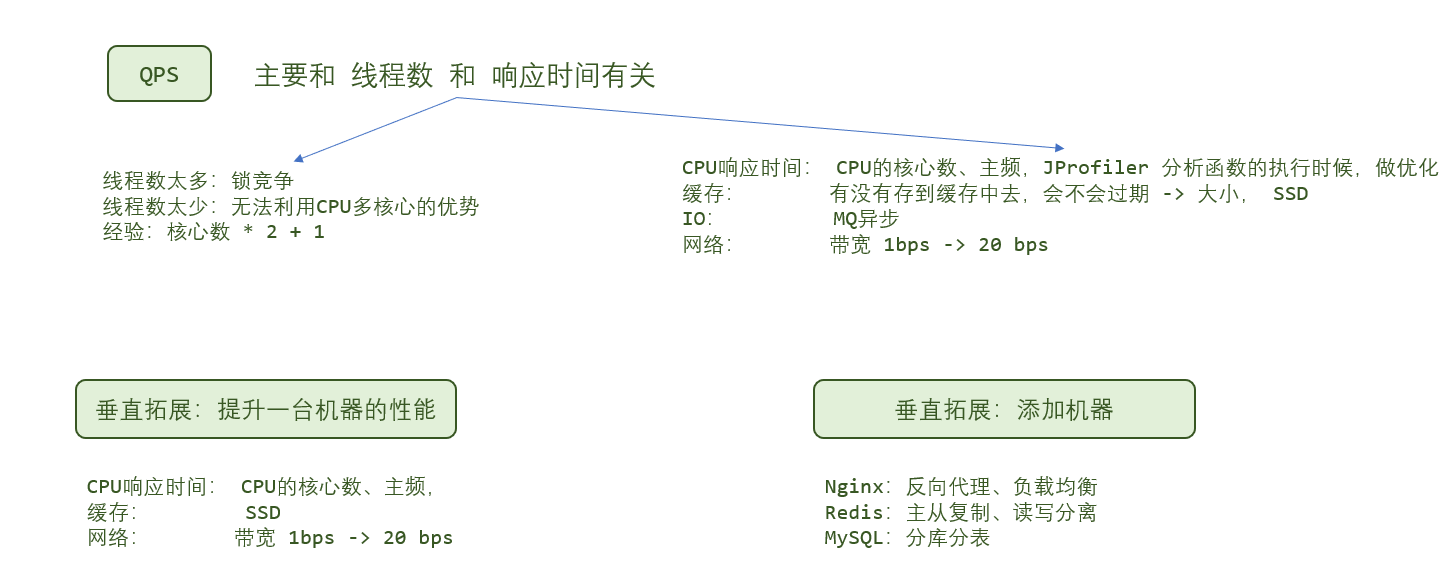 QPS
主要和 线程数 和 响应时间有关
线程数太多：锁竞争
线程数太少：无法利用CPU多核心的优势
经验：核心数 * 2 + 1
CPU响应时间： CPU的核心数、主频，JProfiler 分析函数的执行时候，做优化
缓存： 有没有存到缓存中去，会不会过期 -> 大小， SSD
IO： MQ异步
网络： 带宽 1bps -> 20 bps
垂直拓展：提升一台机器的性能
CPU响应时间： CPU的核心数、主频，
缓存： SSD
网络： 带宽 1bps -> 20 bps
垂直拓展：添加机器
Nginx：反向代理、负载均衡
Redis：主从复制、读写分离
MySQL：分库分表